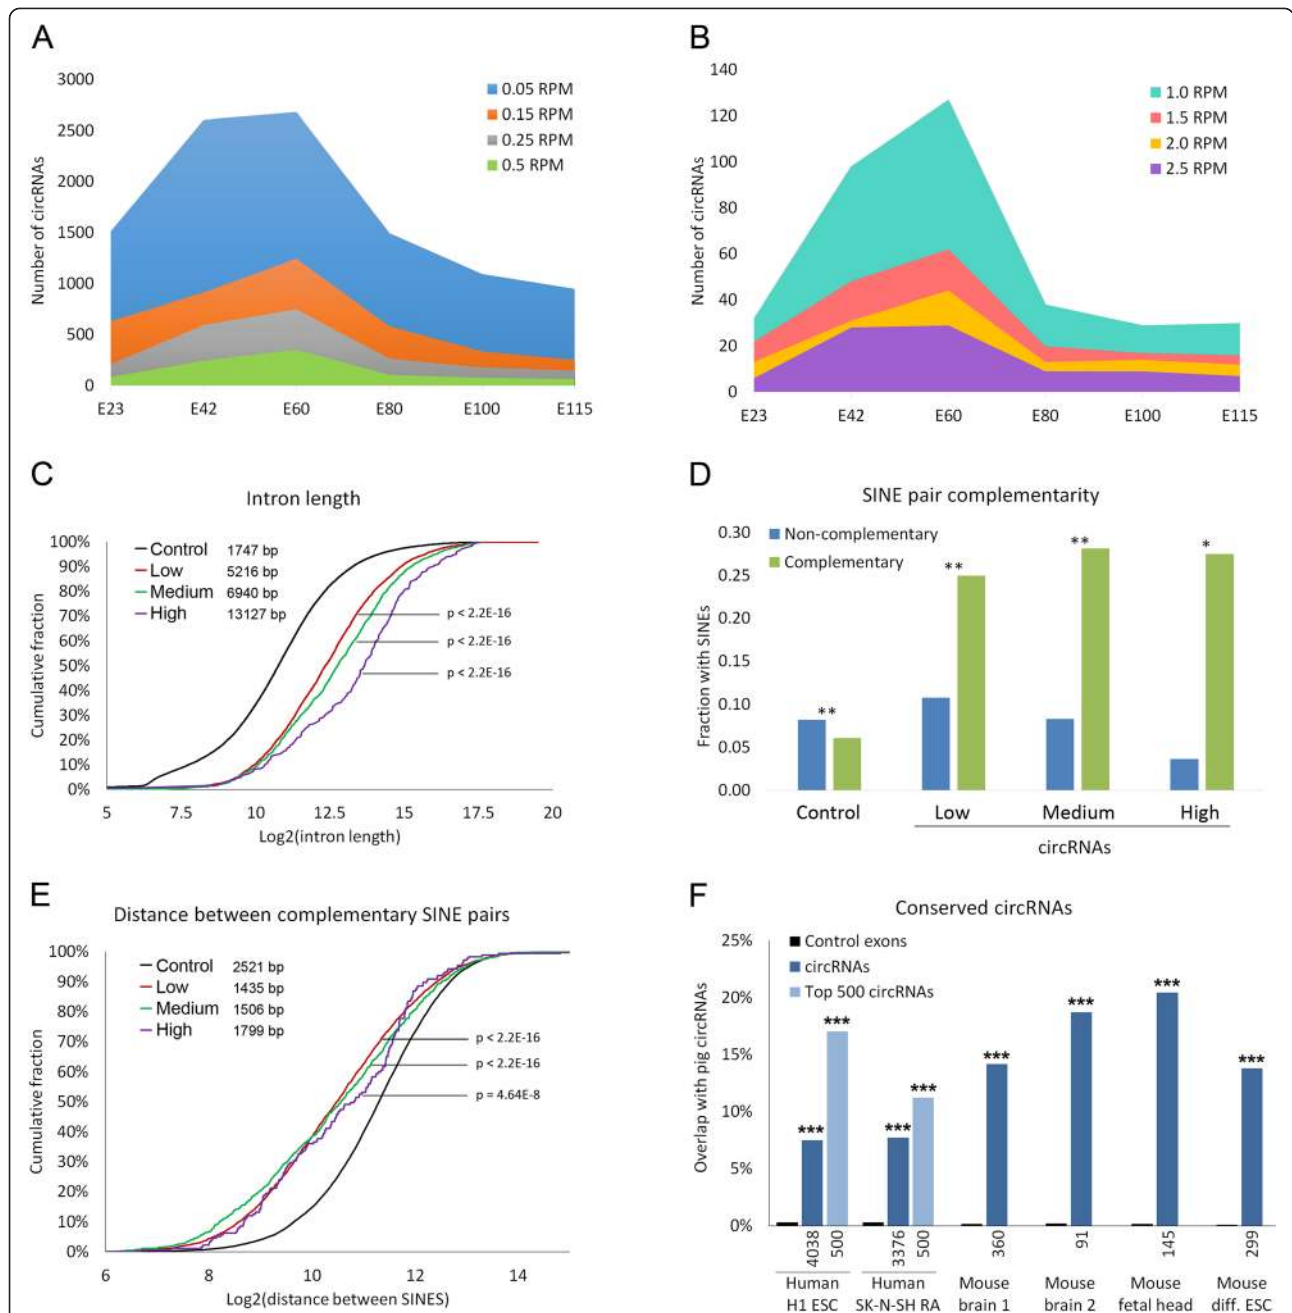 A
Number of circRNAs
3000
2500
2000
1500
1000
500
0
0.05 RPM
0.15 RPM
0.25 RPM
0.5 RPM
E23 E42 E60 E80 E100 E115
B
Number of circRNAs
140
120
100
80
60
40
20
0
1.0 RPM
1.5 RPM
2.0 RPM
2.5 RPM
E23 E42 E60 E80 E100 E115
C
Intron length
Cumulative fraction
100%
90%
80%
70%
60%
50%
40%
30%
20%
10%
0%
Control 1747 bp
Low 5216 bp
Medium 6940 bp
High 13127 bp
p < 2.2E-16
p < 2.2E-16
p < 2.2E-16
5 7.5 10 12.5 15 17.5 20
Log2(intron length)
D
SINE pair complementarity
Fraction with SINEs
0.30
0.25
0.20
0.15
0.10
0.05
0.00
Non-complementary
Complementary
** ** ** *
Control Low Medium High
circRNAs
E
Distance between complementary SINE pairs
Cumulative fraction
100%
90%
80%
70%
60%
50%
40%
30%
20%
10%
0%
Control 2521 bp
Low 1435 bp
Medium 1506 bp
High 1799 bp
p < 2.2E-16
p < 2.2E-16
p = 4.64E-8
6 8 10 12 14
Log2(distance between SINES)
F
Conserved circRNAs
Overlap with pig circRNAs
25%
20%
15%
10%
5%
0%
Control exons
circRNAs
Top 500 circRNAs
*** *** *** *** *** *** *** ***
4038 500 3376 500 360 91 145 299
Human H1 ESC
Human SK-N-SH RA
Mouse brain 1
Mouse brain 2
Mouse fetal head
Mouse diff. ESC